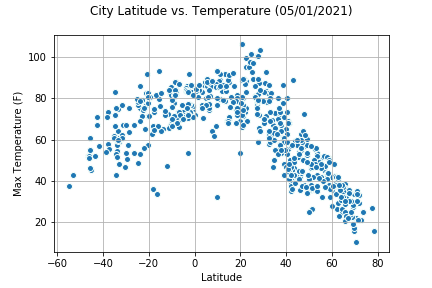 City Latitude vs. Temperature (05/01/2021)
Max Temperature (F)
100
80
60
40
20
−60 −40 −20 0 20 40 60 80
Latitude